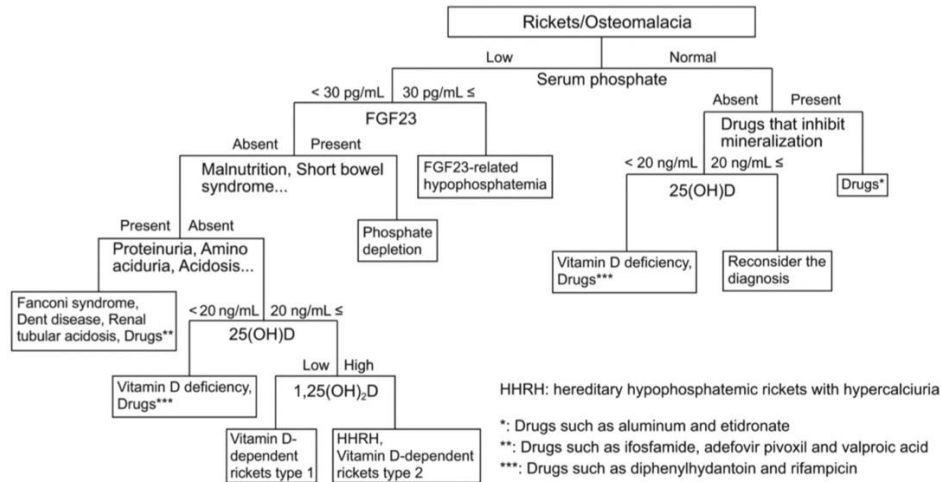 Rickets/Osteomalacia
Low
Normal
Serum phosphate
< 30 pg/mL
30 pg/mL ≤
FGF23
Absent
Present
Drugs that inhibit
mineralization
Absent
Present
Malnutrition, Short bowel
syndrome...
FGF23-related
hypophosphatemia
< 20 ng/mL
20 ng/mL ≤
25(OH)D
Drugs*
Present
Absent
Proteinuria, Amino
aciduria, Acidosis...
Phosphate
depletion
Vitamin D deficiency,
Drugs***
Reconsider the
diagnosis
Fanconi syndrome,
Dent disease, Renal
tubular acidosis, Drugs**
< 20 ng/mL
20 ng/mL ≤
25(OH)D
Low
High
Vitamin D deficiency,
Drugs***
1,25(OH)₂D
Vitamin D-
dependent
rickets type 1
HHRH,
Vitamin D-dependent
rickets type 2
HHRH: hereditary hypophosphatemic rickets with hypercalciuria
*: Drugs such as aluminum and etidronate
**: Drugs such as ifosfamide, adefovir pivoxil and valproic acid
***: Drugs such as diphenylhydantoin and rifampicin